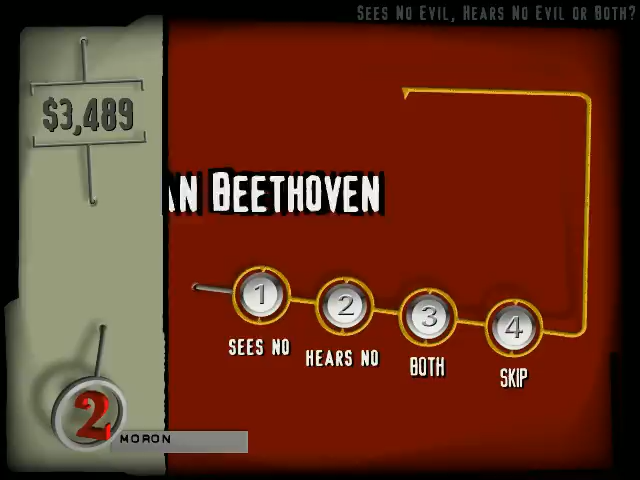 Sees No Evil, Hears No Evil or Both?
$3,489
AN BEETHOVEN
1
2
3
4
SEES NO
HEARS NO
BOTH
SKIP
2
MORON